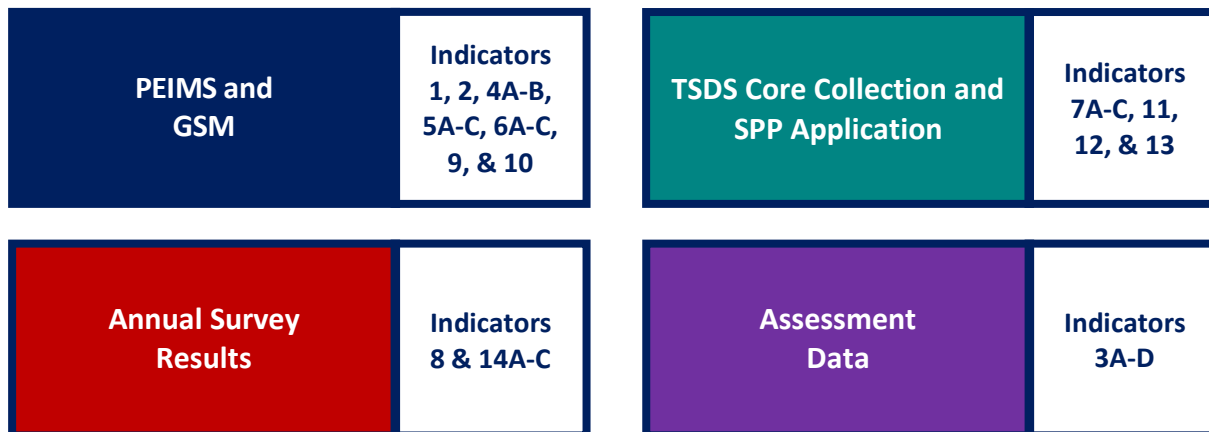 PEIMS and
GSM
Indicators
1, 2, 4A-B,
5A-C, 6A-C,
9, & 10
TSDS Core Collection and
SPP Application
Indicators
7A-C, 11,
12, & 13
Annual Survey
Results
Indicators
8 & 14A-C
Assessment
Data
Indicators
3A-D